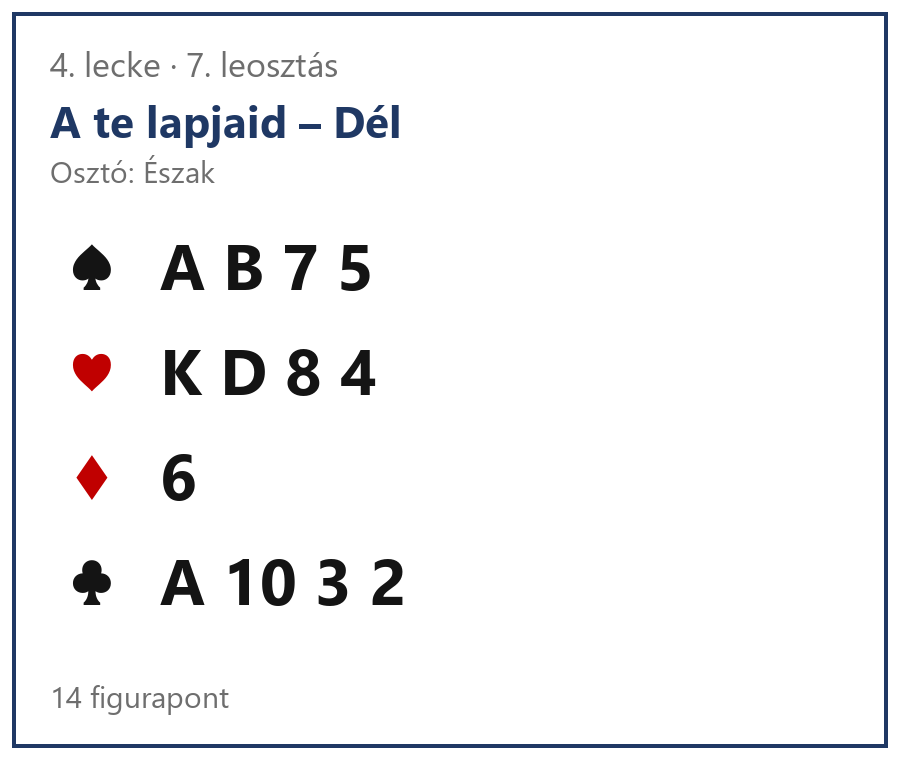 4. lecke · 7. leosztás
A te lapjaid – Dél
Osztó: Észak
♠ A B 7 5
♥ K D 8 4
♦ 6
♣ A 10 3 2
14 figurapont